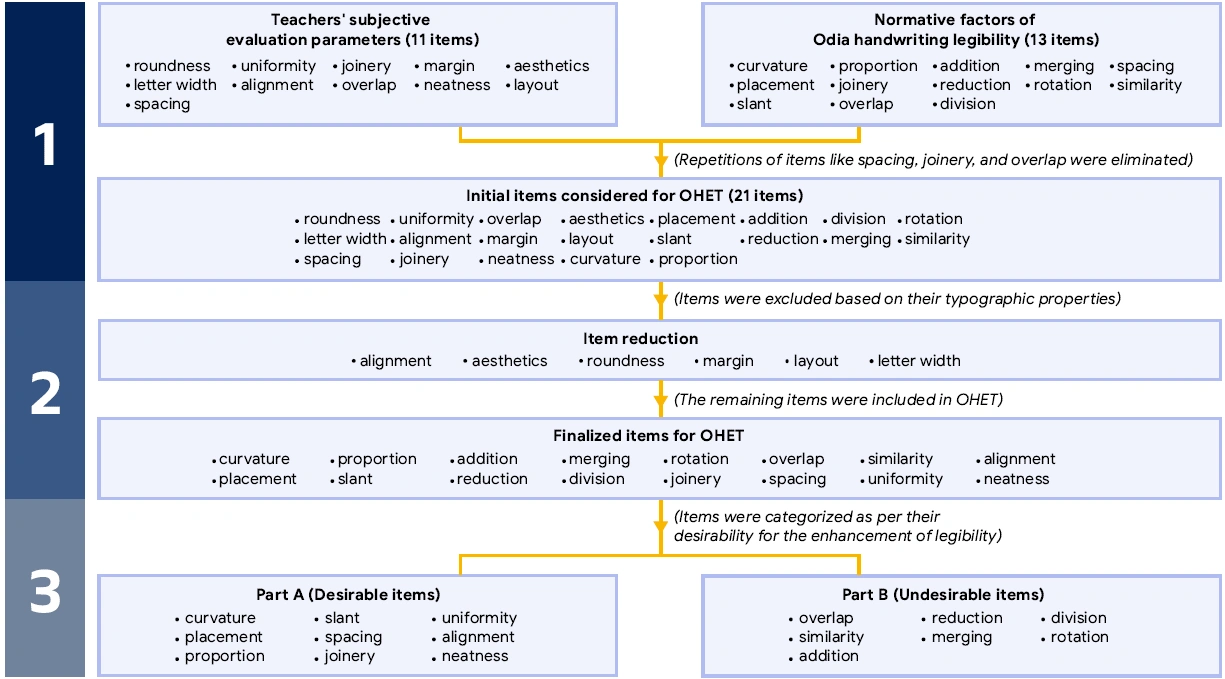 1
Teachers' subjective
evaluation parameters (11 items)
• roundness • uniformity • joinery • margin • aesthetics
• letter width • alignment • overlap • neatness • layout
• spacing
Normative factors of
Odia handwriting legibility (13 items)
• curvature • proportion • addition • merging • spacing
• placement • joinery • reduction • rotation • similarity
• slant • overlap • division
(Repetitions of items like spacing, joinery, and overlap were eliminated)
Initial items considered for OHET (21 items)
• roundness • uniformity • overlap • aesthetics • placement • addition • division • rotation
• letter width • alignment • margin • layout • slant • reduction • merging • similarity
• spacing • joinery • neatness • curvature • proportion
(Items were excluded based on their typographic properties)
2
Item reduction
• alignment • aesthetics • roundness • margin • layout • letter width
(The remaining items were included in OHET)
Finalized items for OHET
• curvature • proportion • addition • merging • rotation • overlap • similarity • alignment
• placement • slant • reduction • division • joinery • spacing • uniformity • neatness
(Items were categorized as per their
desirability for the enhancement of legibility)
3
Part A (Desirable items)
• curvature • slant • uniformity
• placement • spacing • alignment
• proportion • joinery • neatness
Part B (Undesirable items)
• overlap • reduction • division
• similarity • merging • rotation
• addition